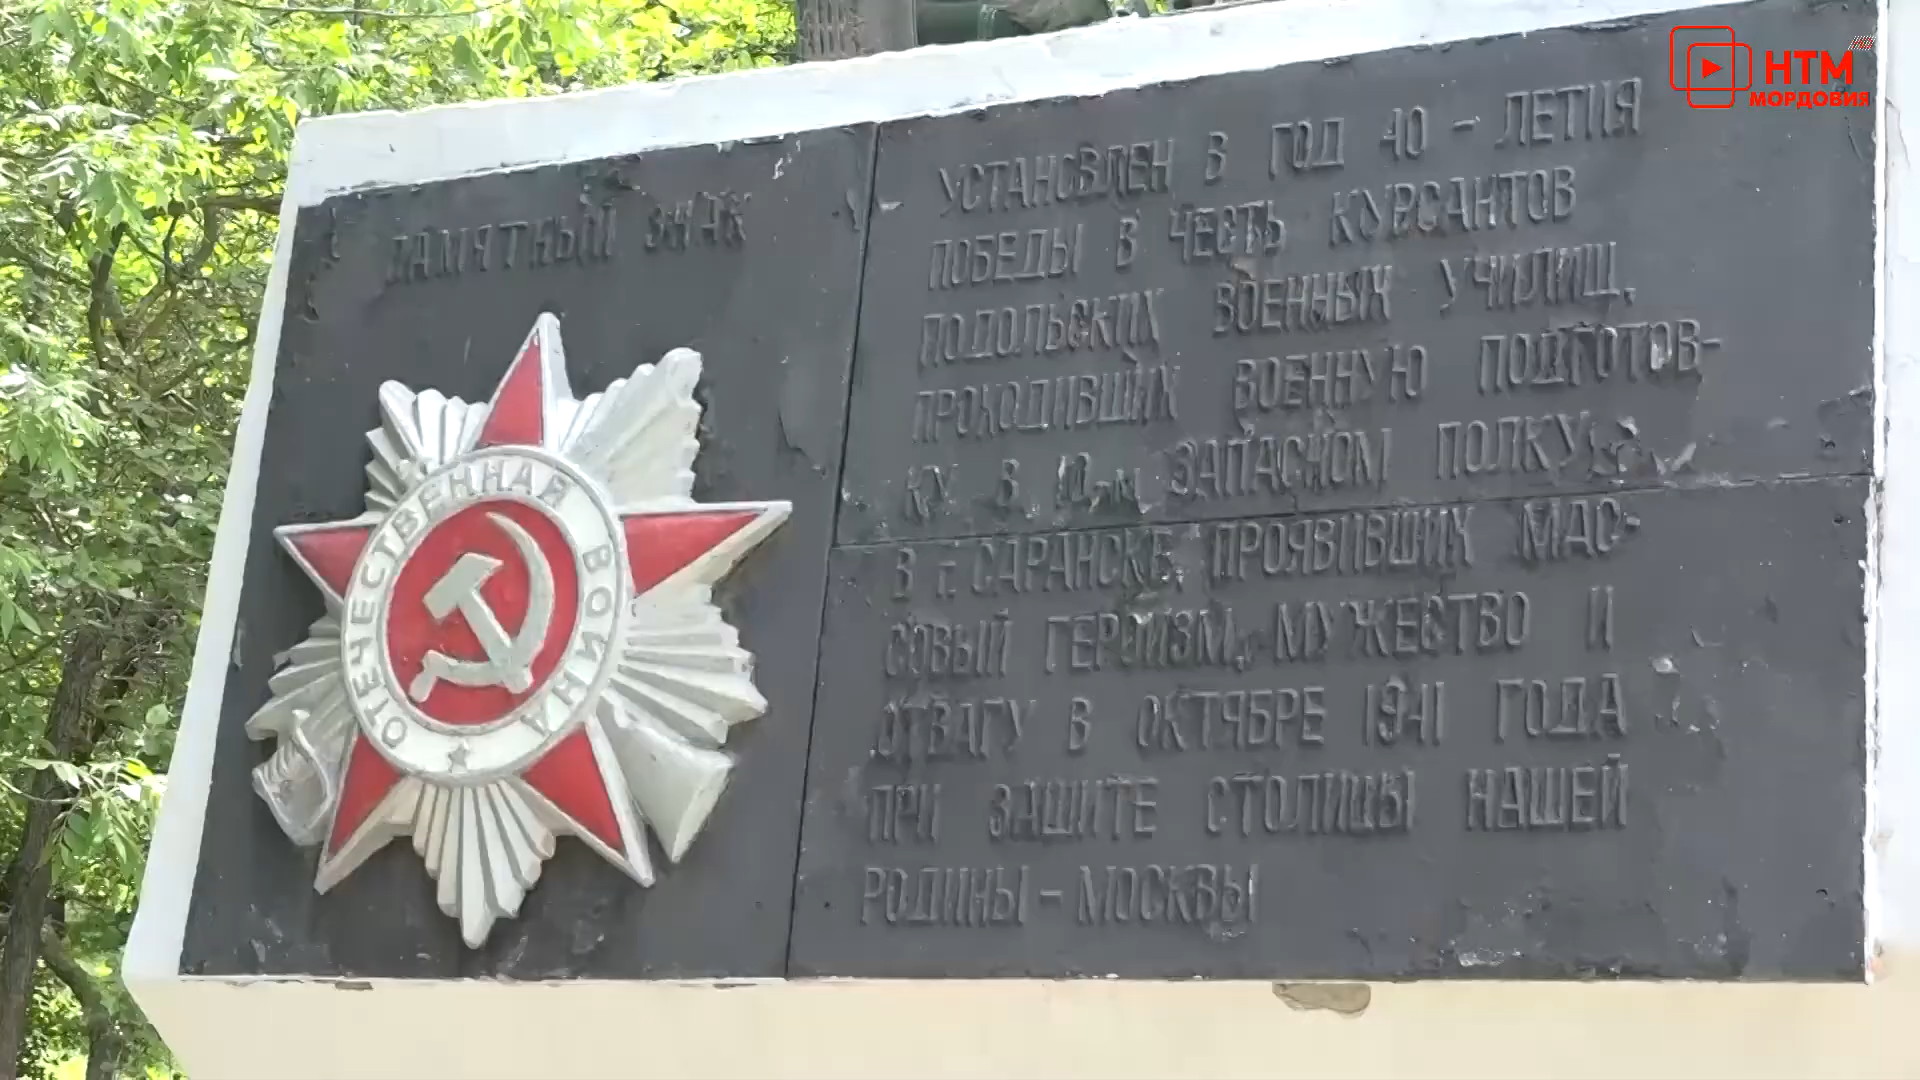 НТМ HD
МОРДОВИЯ
ПАМЯТНЫЙ ЗНАК
ОТЕЧЕСТВЕННАЯ ВОЙНА
УСТАНОВЛЕН В ГОД 40 - ЛЕТИЯ
ПОБЕДЫ В ЧЕСТЬ КУРСАНТОВ
ПОДОЛЬСКИХ ВОЕННЫХ УЧИЛИЩ,
ПРОХОДИВШИХ ВОЕННУЮ ПОДГОТОВ-
КУ В 10-м ЗАПАСНОМ ПОЛКУ
В г. САРАНСКЕ, ПРОЯВИВШИХ МАС-
СОВЫЙ ГЕРОИЗМ, МУЖЕСТВО И
ОТВАГУ В ОКТЯБРЕ 1941 ГОДА
ПРИ ЗАЩИТЕ СТОЛИЦЫ НАШЕЙ
РОДИНЫ - МОСКВЫ